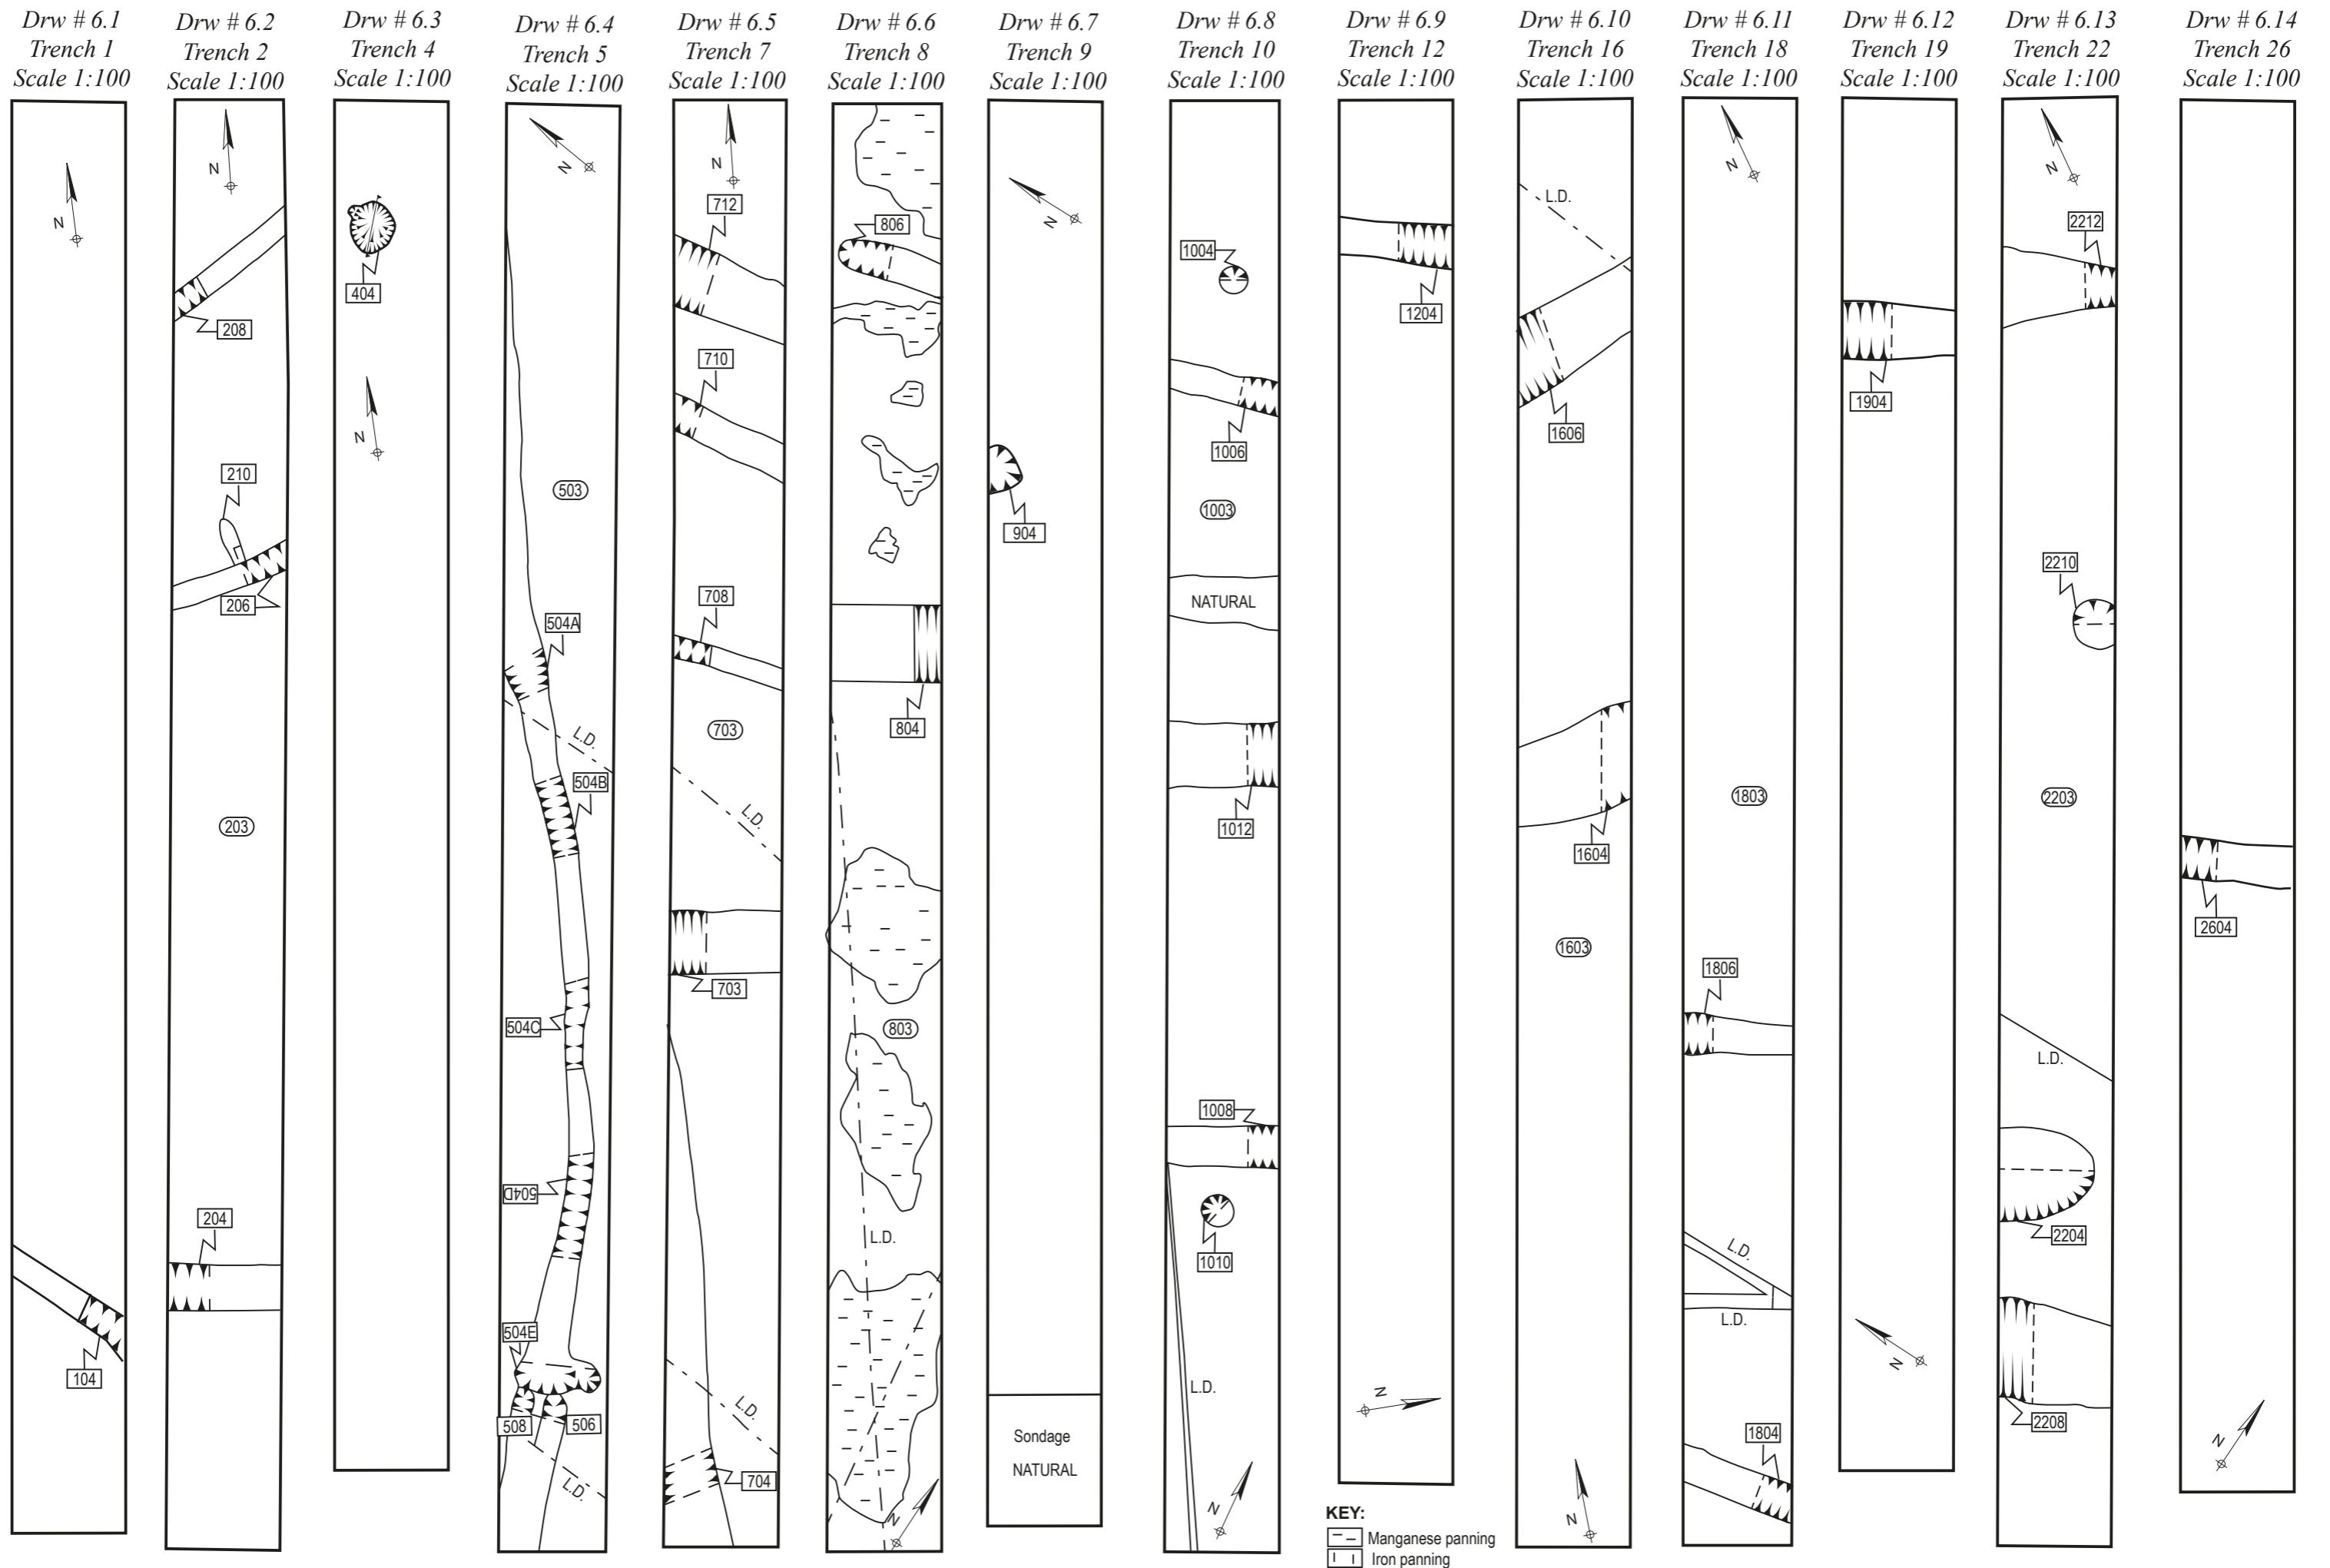 Drw # 6.1
Trench 1
Scale 1:100
N
104
Drw # 6.2
Trench 2
Scale 1:100
N
208
210
206
203
204
Drw # 6.3
Trench 4
Scale 1:100
404
N
Drw # 6.4
Trench 5
Scale 1:100
N
503
504A
L.D.
504B
504C
504D
504E
508
506
L.D.
Drw # 6.5
Trench 7
Scale 1:100
N
712
710
708
703
L.D.
703
L.D.
704
Drw # 6.6
Trench 8
Scale 1:100
806
804
803
L.D.
N
Drw # 6.7
Trench 9
Scale 1:100
N
904
Sondage
NATURAL
Drw # 6.8
Trench 10
Scale 1:100
1004
1006
1003
NATURAL
1012
1008
1010
L.D.
N
Drw # 6.9
Trench 12
Scale 1:100
1204
N
KEY:
Manganese panning
Iron panning
Drw # 6.10
Trench 16
Scale 1:100
L.D.
1606
1604
1603
N
Drw # 6.11
Trench 18
Scale 1:100
N
1803
1806
L.D.
L.D.
1804
Drw # 6.12
Trench 19
Scale 1:100
1904
N
Drw # 6.13
Trench 22
Scale 1:100
N
2212
2210
2203
L.D.
2204
2208
Drw # 6.14
Trench 26
Scale 1:100
2604
N